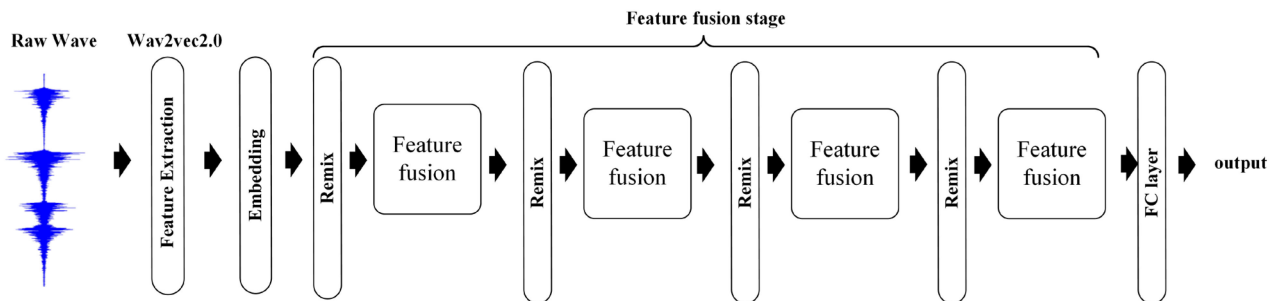 Feature fusion stage
Raw Wave
Wav2vec2.0
Feature Extraction
Embedding
Remix
Feature
fusion
Remix
Feature
fusion
Remix
Feature
fusion
Remix
Feature
fusion
FC layer
output